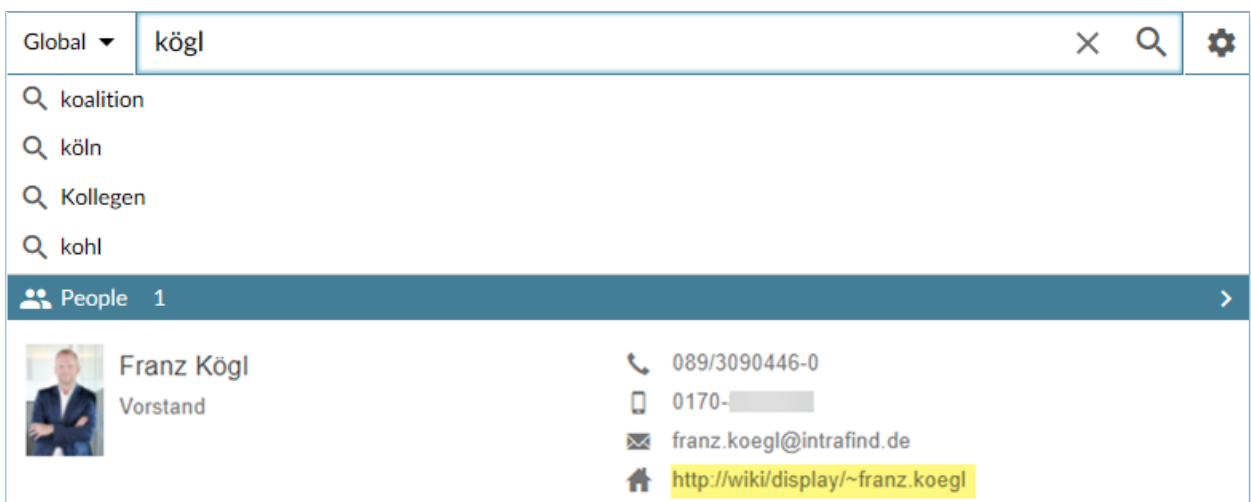 Global kögl
koalition
köln
Kollegen
kohl
People 1
Franz Kögl
Vorstand
089/3090446-0
0170-
franz.koegl@intrafind.de
http://wiki/display/~franz.koegl